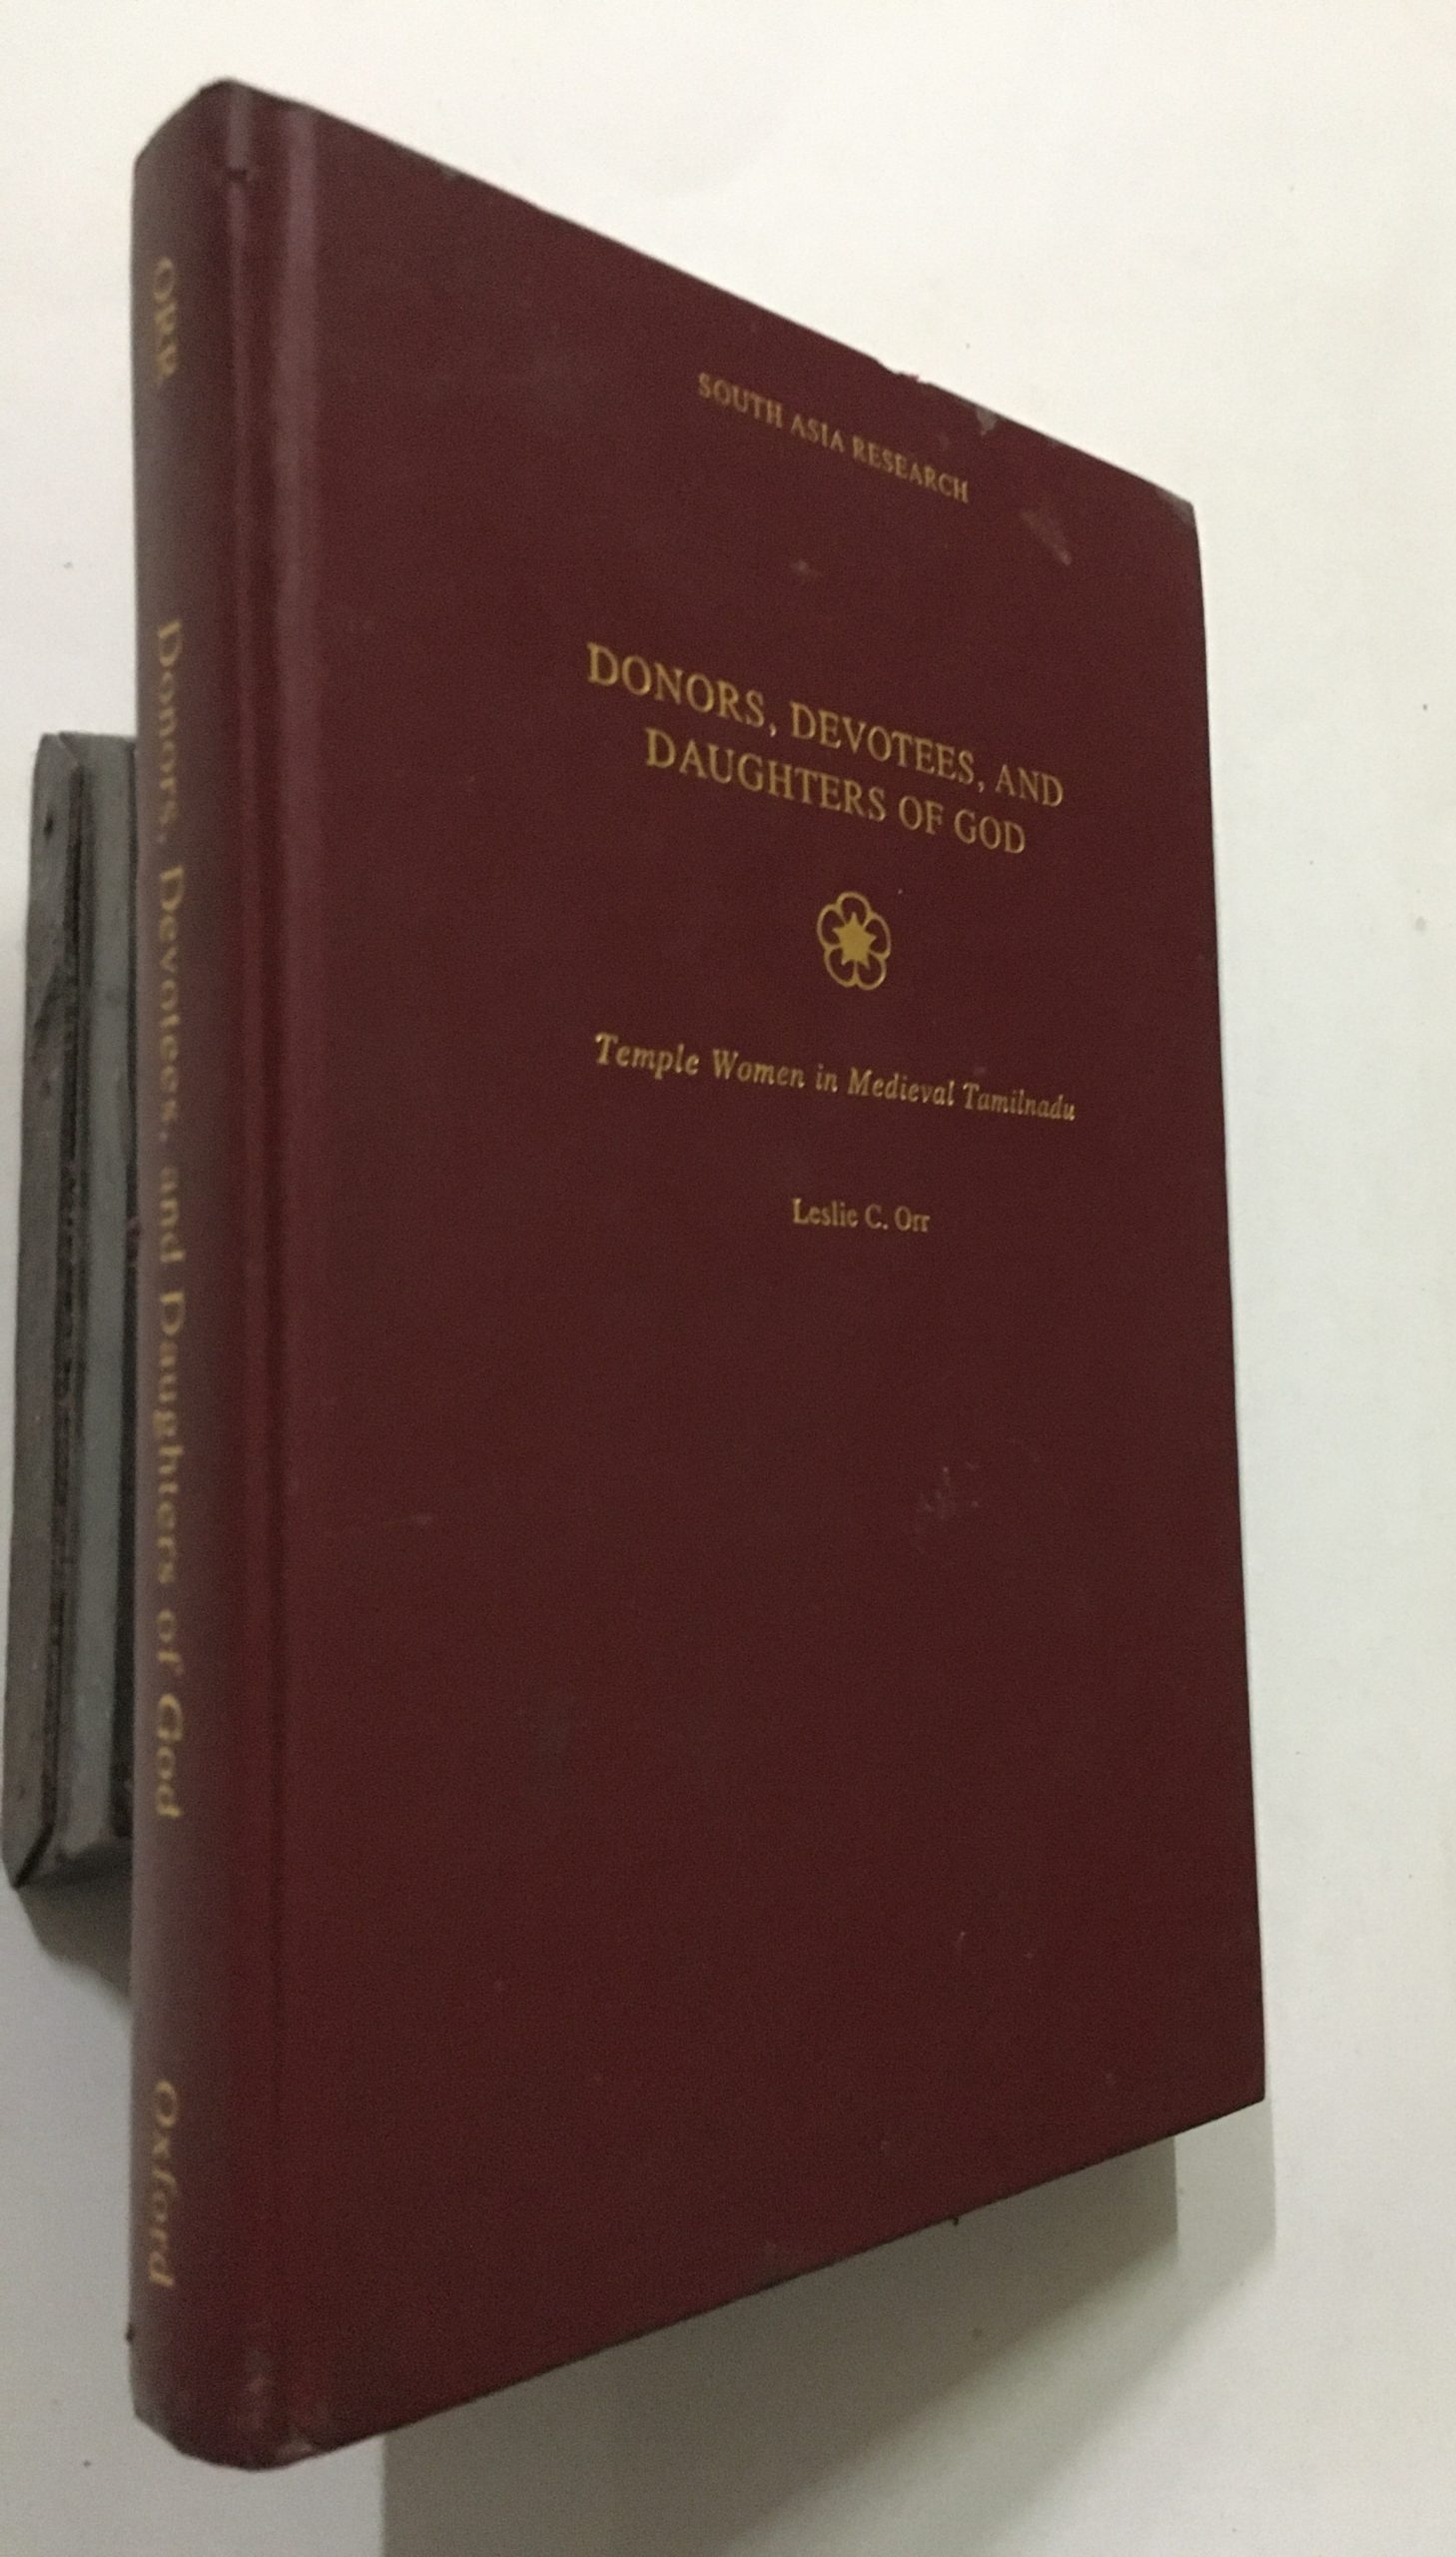 SOUTH ASIA RESEARCH
DONORS, DEVOTEES, AND
DAUGHTERS OF GOD
Temple Women in Medieval Tamilnadu
Leslie C. Orr
ORR
Donors, Devotees, and Daughters of God
Oxford